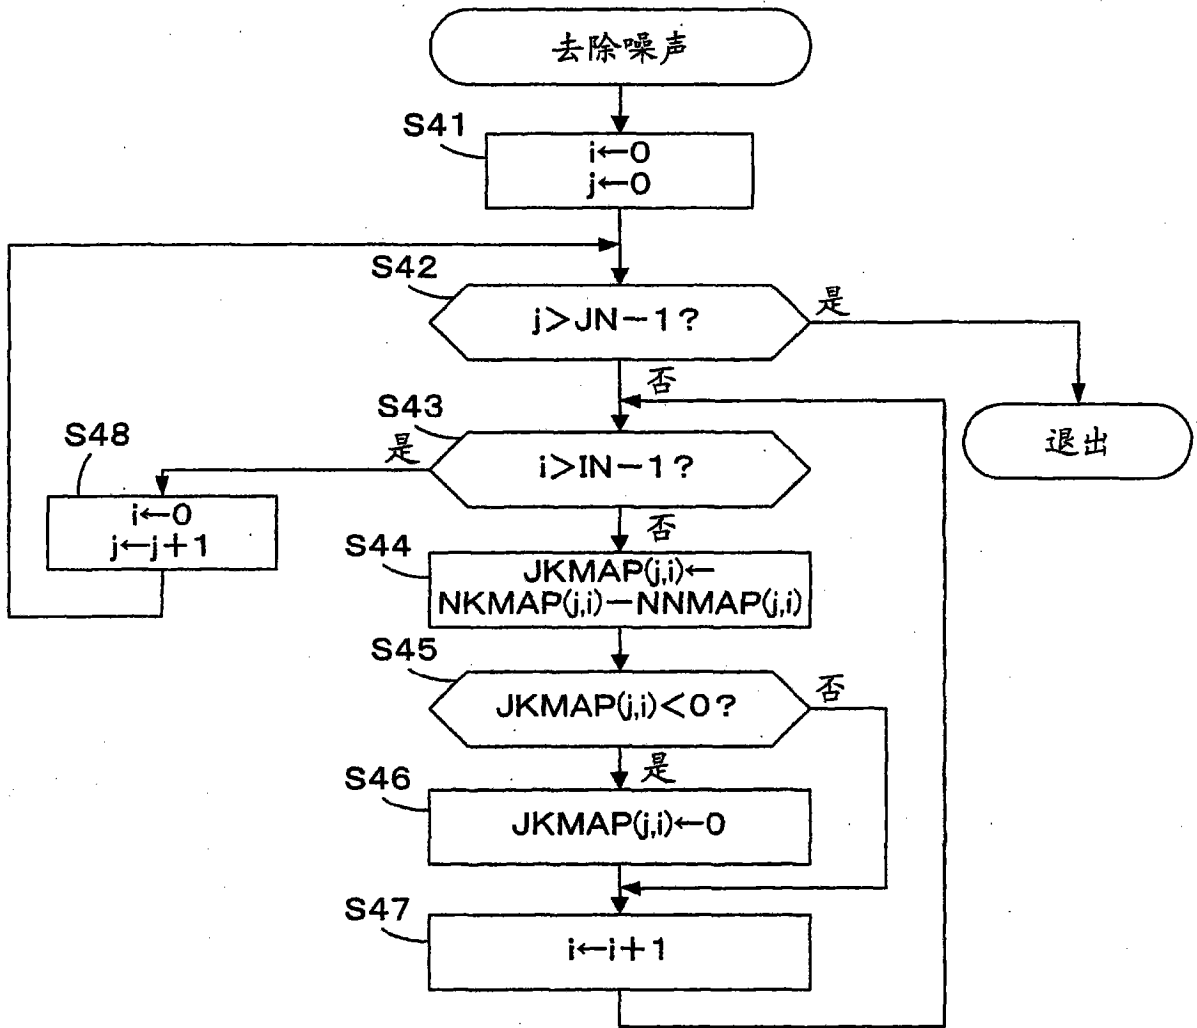 去除噪声
S41
i←0
j←0
S42
j>JN-1?
是
否
S43
i>IN-1?
是
退出
S48
i←0
j←j+1
否
S44
JKMAP(j,i)←
NKMAP(j,i)-NNMAP(j,i)
S45
JKMAP(j,i)<0?
否
是
S46
JKMAP(j,i)←0
S47
i←i+1